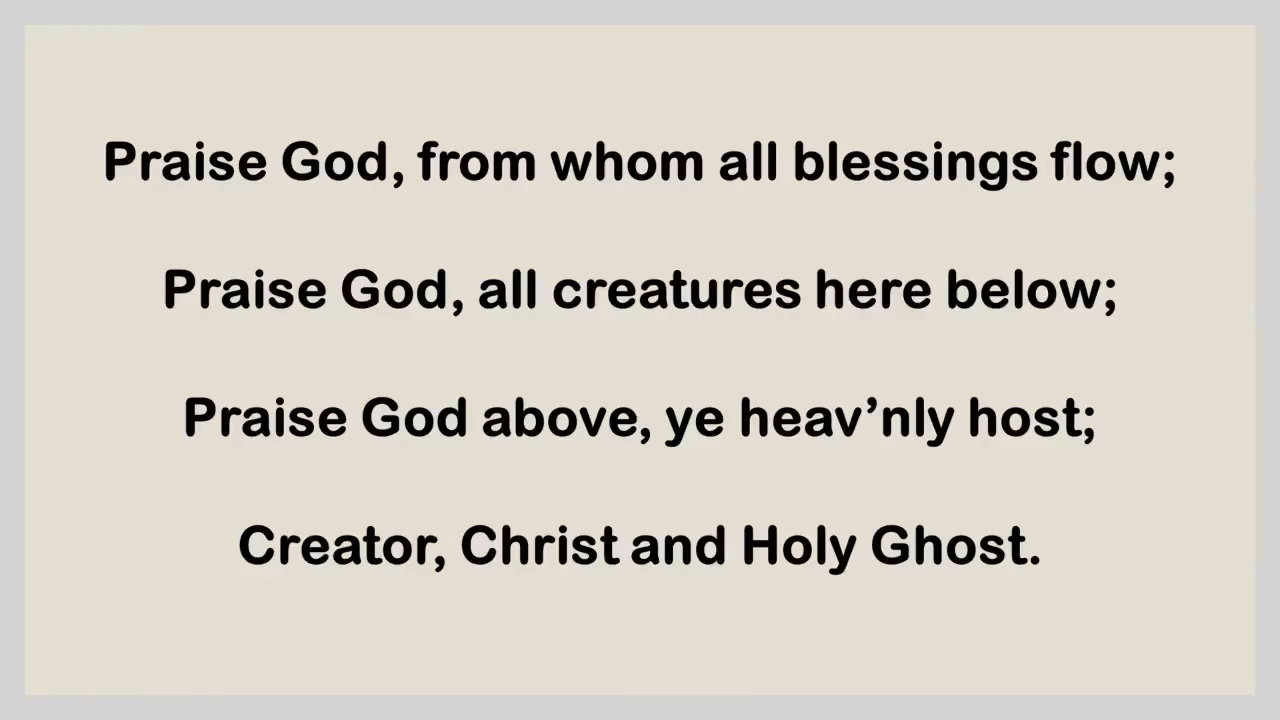 Praise God, from whom all blessings flow;
Praise God, all creatures here below;
Praise God above, ye heav’nly host;
Creator, Christ and Holy Ghost.